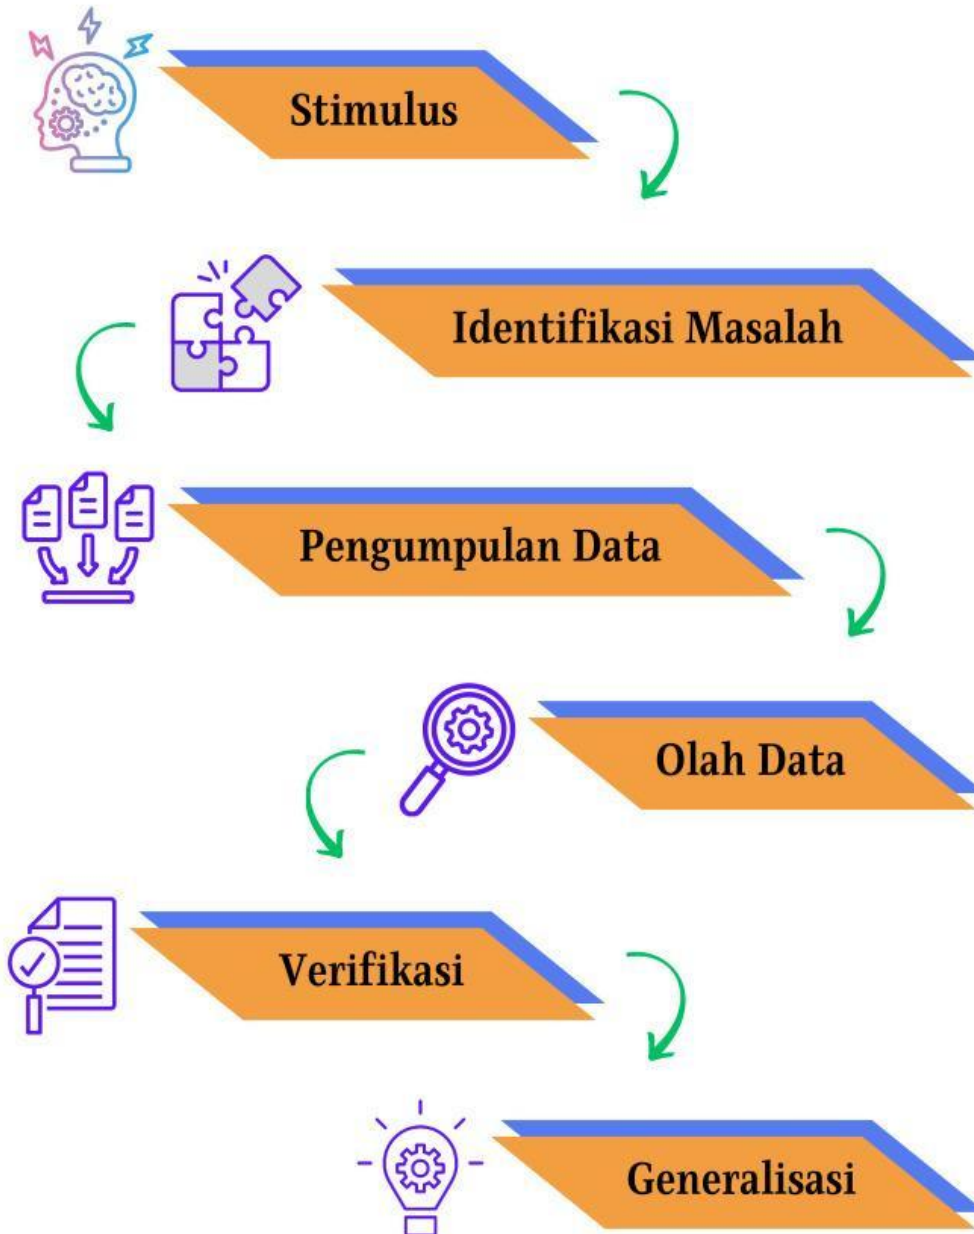 Stimulus
Identifikasi Masalah
Pengumpulan Data
Olah Data
Verifikasi
Generalisasi